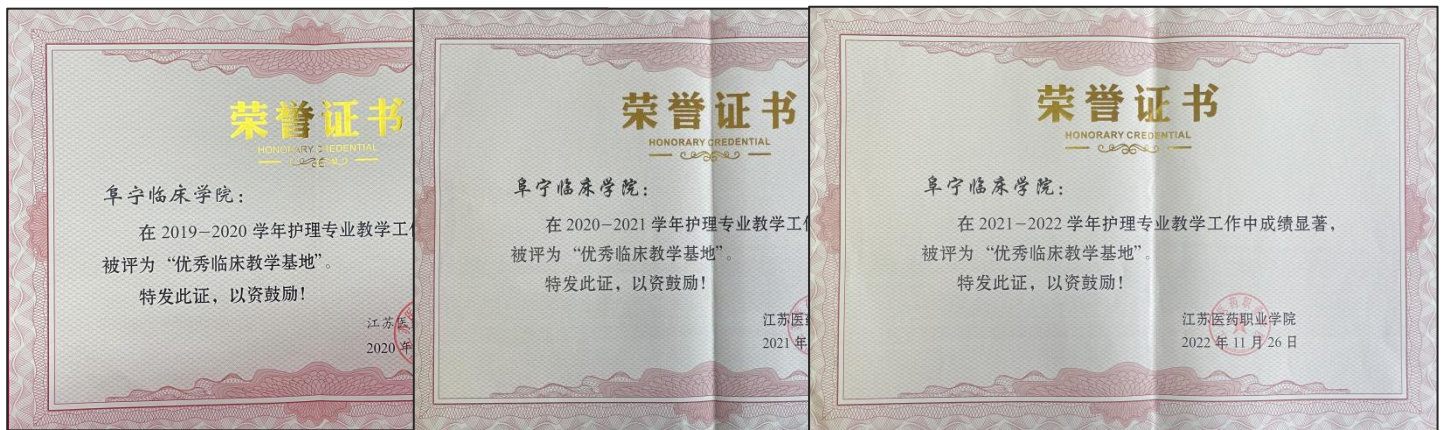 荣誉证书
HONORARY CREDENTIAL
阜宁临床学院：
在 2019-2020 学年护理专业教学工
被评为“优秀临床教学基地”。
特发此证，以资鼓励！
江苏医
2020 年
荣誉证书
HONORARY CREDENTIAL
阜宁临床学院：
在 2020-2021 学年护理专业教学工
被评为“优秀临床教学基地”。
特发此证，以资鼓励！
江苏医
2021 年
荣誉证书
HONORARY CREDENTIAL
阜宁临床学院：
在 2021-2022 学年护理专业教学工作中成绩显著，
被评为“优秀临床教学基地”。
特发此证，以资鼓励！
江苏医药职业学院
2022 年 11 月 26 日